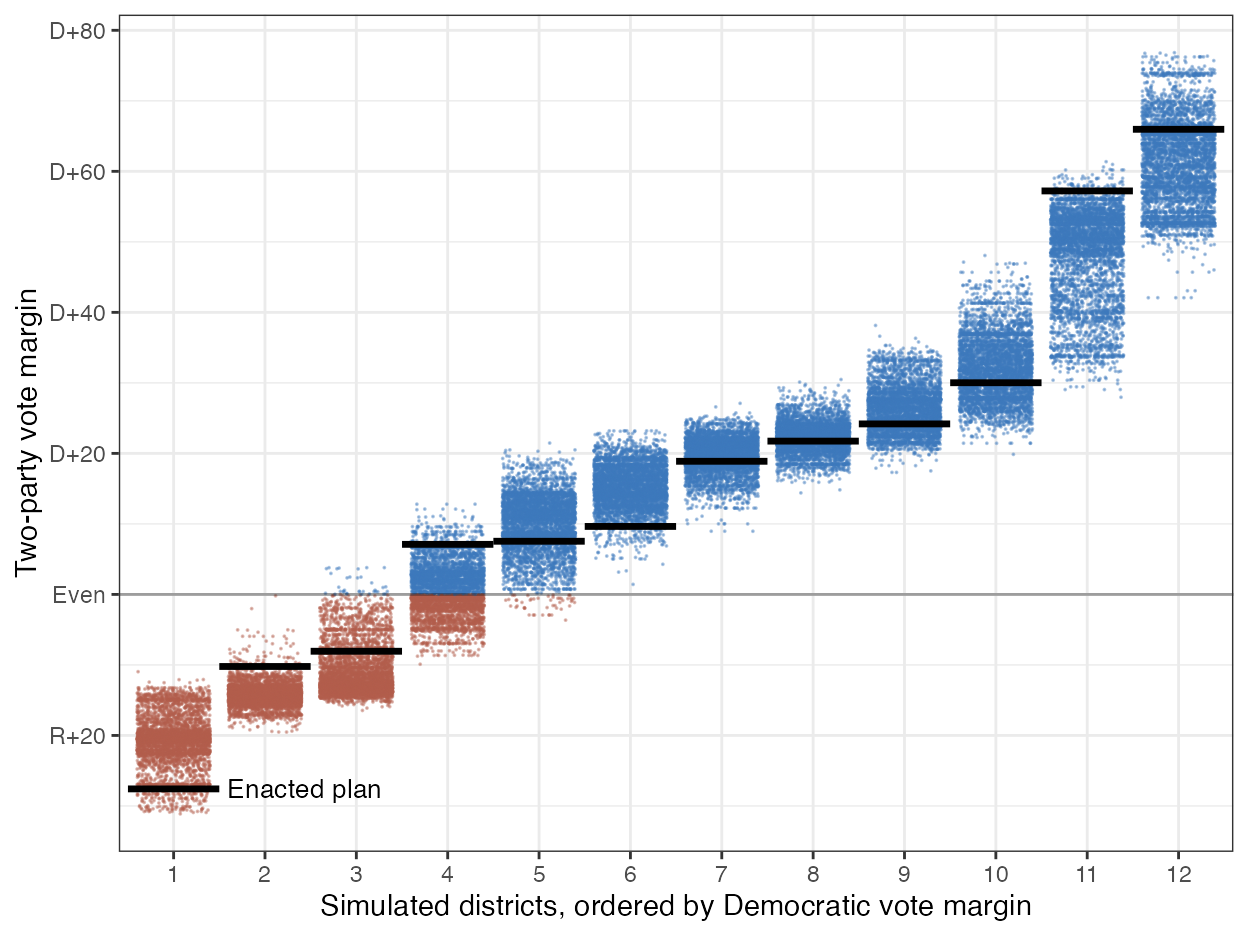 D+80
D+60
D+40
D+20
Even
R+20
Two-party vote margin
Enacted plan
1 2 3 4 5 6 7 8 9 10 11 12
Simulated districts, ordered by Democratic vote margin